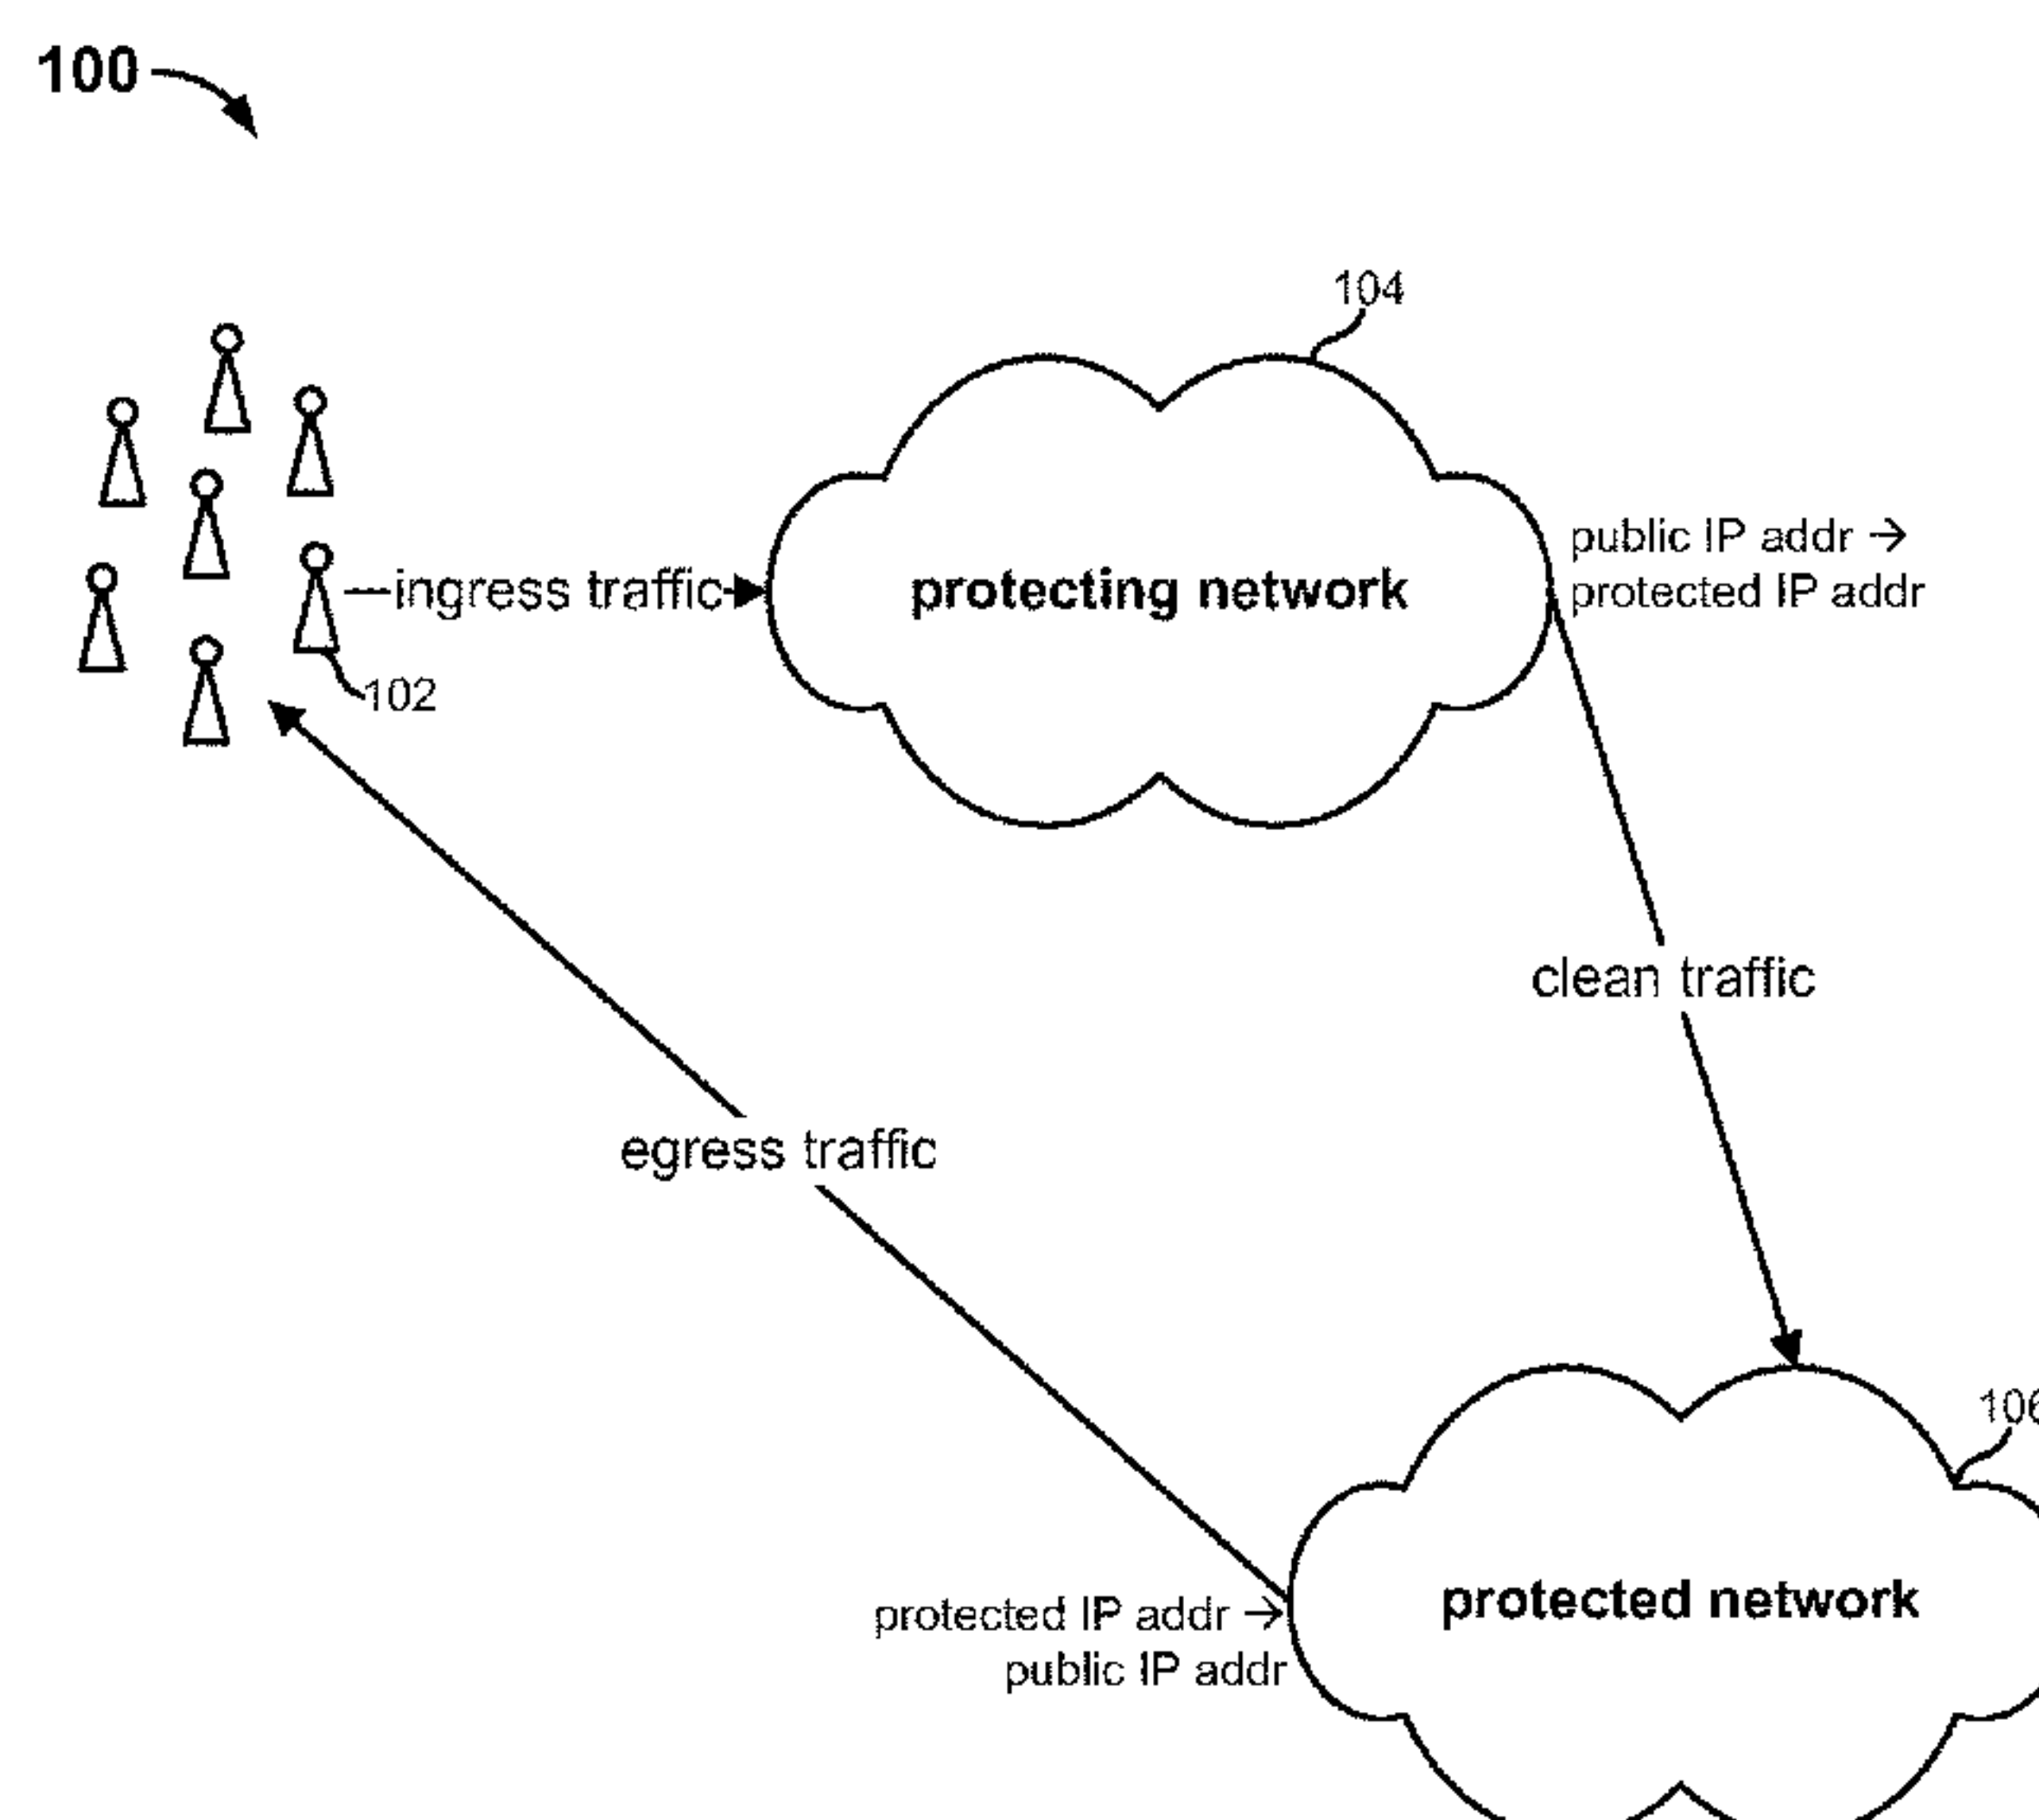 100
104
public IP addr →
protected IP addr
ingress traffic
protecting network
102
clean traffic
egress traffic
106
protected network
protected IP addr →
public IP addr